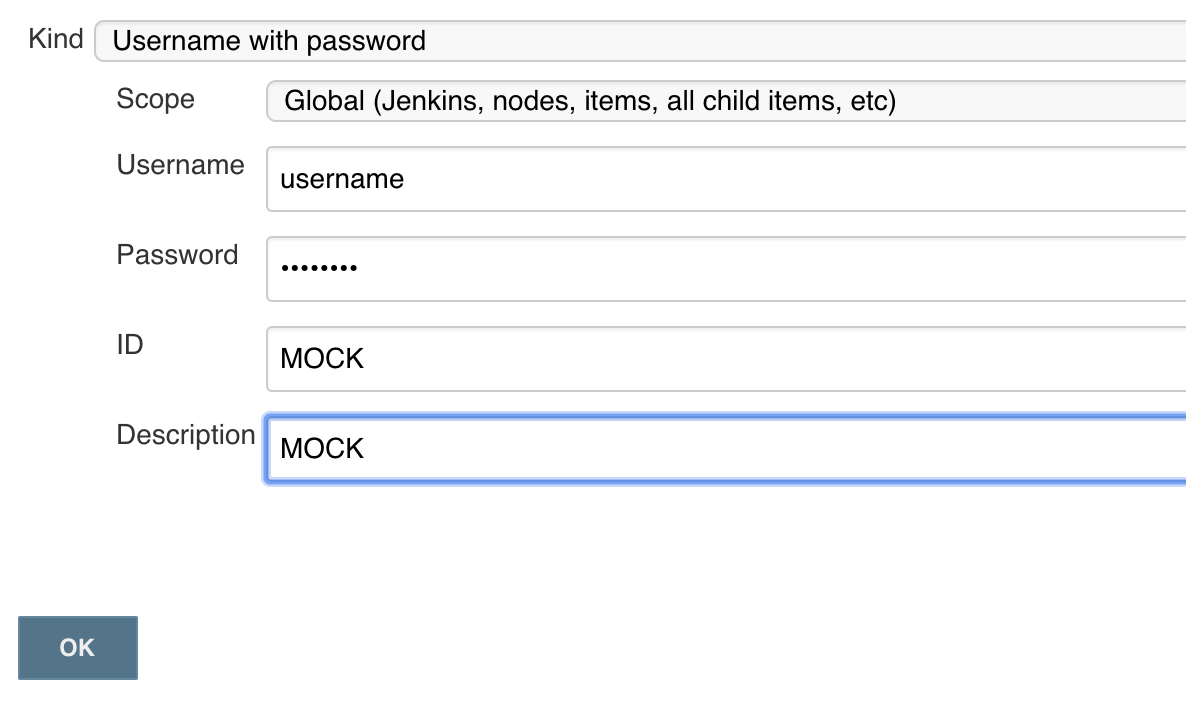 Kind Username with password
Scope Global (Jenkins, nodes, items, all child items, etc)
Username username
Password ••••••••
ID MOCK
Description MOCK
OK